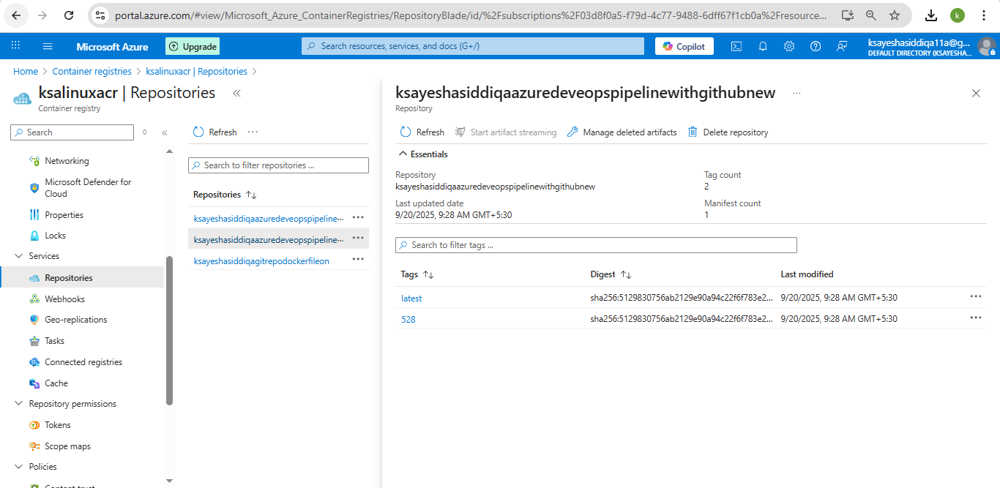 portal.azure.com/#view/Microsoft_Azure_ContainerRegistries/RepositoryBlade/id/%2Fsubscriptions%2F03d8f0a5-f79d-4c77-9488-6dff67f1cb0a%2Fresource...
k
Microsoft Azure
Upgrade
Search resources, services, and docs (G+/)
Copilot
ksayeshasiddiqa11a@g...
DEFAULT DIRECTORY (KSAYESHA...
Home > Container registries > ksalinuxacr | Repositories >
ksalinuxacr | Repositories
Container registry
Search
Networking
Microsoft Defender for
Cloud
Properties
Locks
Services
Repositories
Webhooks
Geo-replications
Tasks
Connected registries
Cache
Repository permissions
Tokens
Scope maps
Policies
Content trust
Refresh
Search to filter repositories ...
Repositories
ksayeshasiddiqaazuredeveopspipeline...
ksayeshasiddiqaazuredeveopspipeline...
ksayeshasiddiqagitrepodockerfileon
ksayeshasiddiqaazuredeveopspipelinewithgithubnew
Repository
Refresh Start artifact streaming Manage deleted artifacts Delete repository
Essentials
Repository
ksayeshasiddiqaazuredeveopspipelinewithgithubnew
Last updated date
9/20/2025, 9:28 AM GMT+5:30
Tag count
2
Manifest count
1
Search to filter tags ...
Tags Digest Last modified
latest sha256:5129830756ab2129e90a94c22f6f783e2... 9/20/2025, 9:28 AM GMT+5:30
528 sha256:5129830756ab2129e90a94c22f6f783e2... 9/20/2025, 9:28 AM GMT+5:30